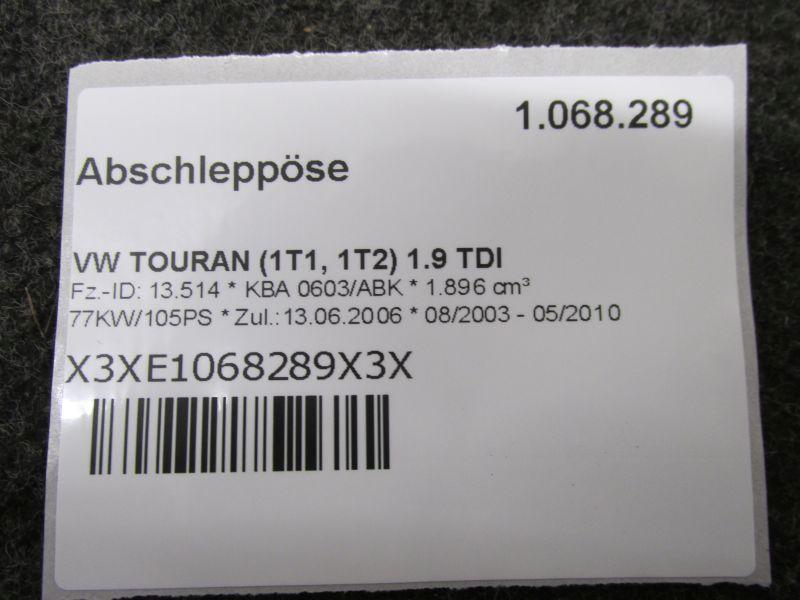 1.068.289
Abschleppöse
VW TOURAN (1T1, 1T2) 1.9 TDI
Fz.-ID: 13.514 * KBA 0603/ABK * 1.896 cm³
77KW/105PS * Zul.:13.06.2006 * 08/2003 - 05/2010
X3XE1068289X3X